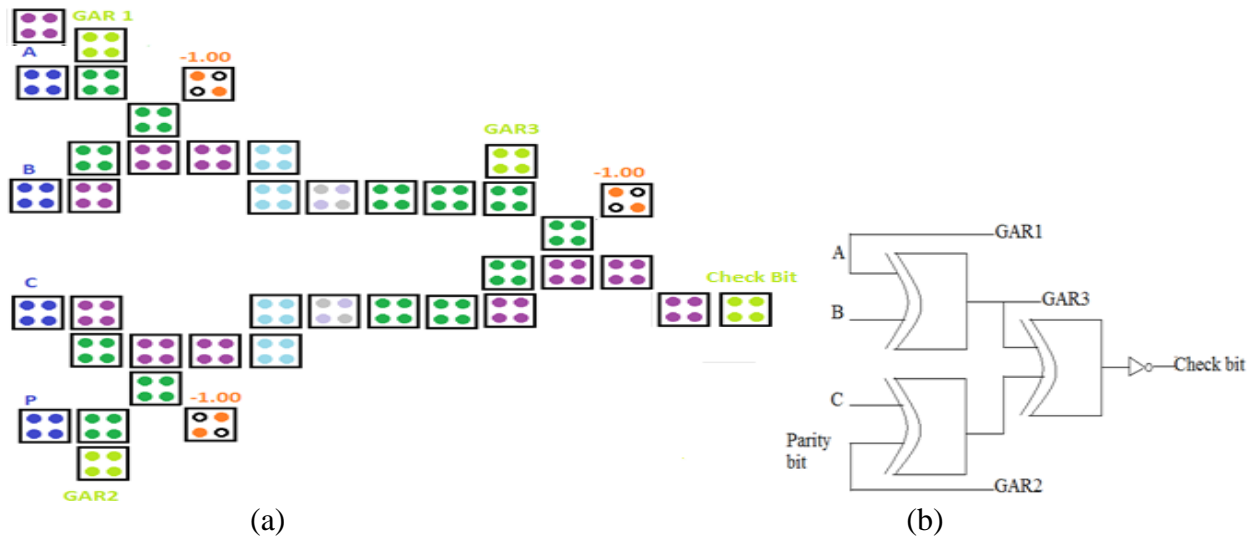 GAR 1
A
-1.00
B
GAR3
-1.00
C
Check Bit
P
-1.00
GAR2
(a)
GAR1
A
B
GAR3
Check bit
C
Parity
bit
GAR2
(b)